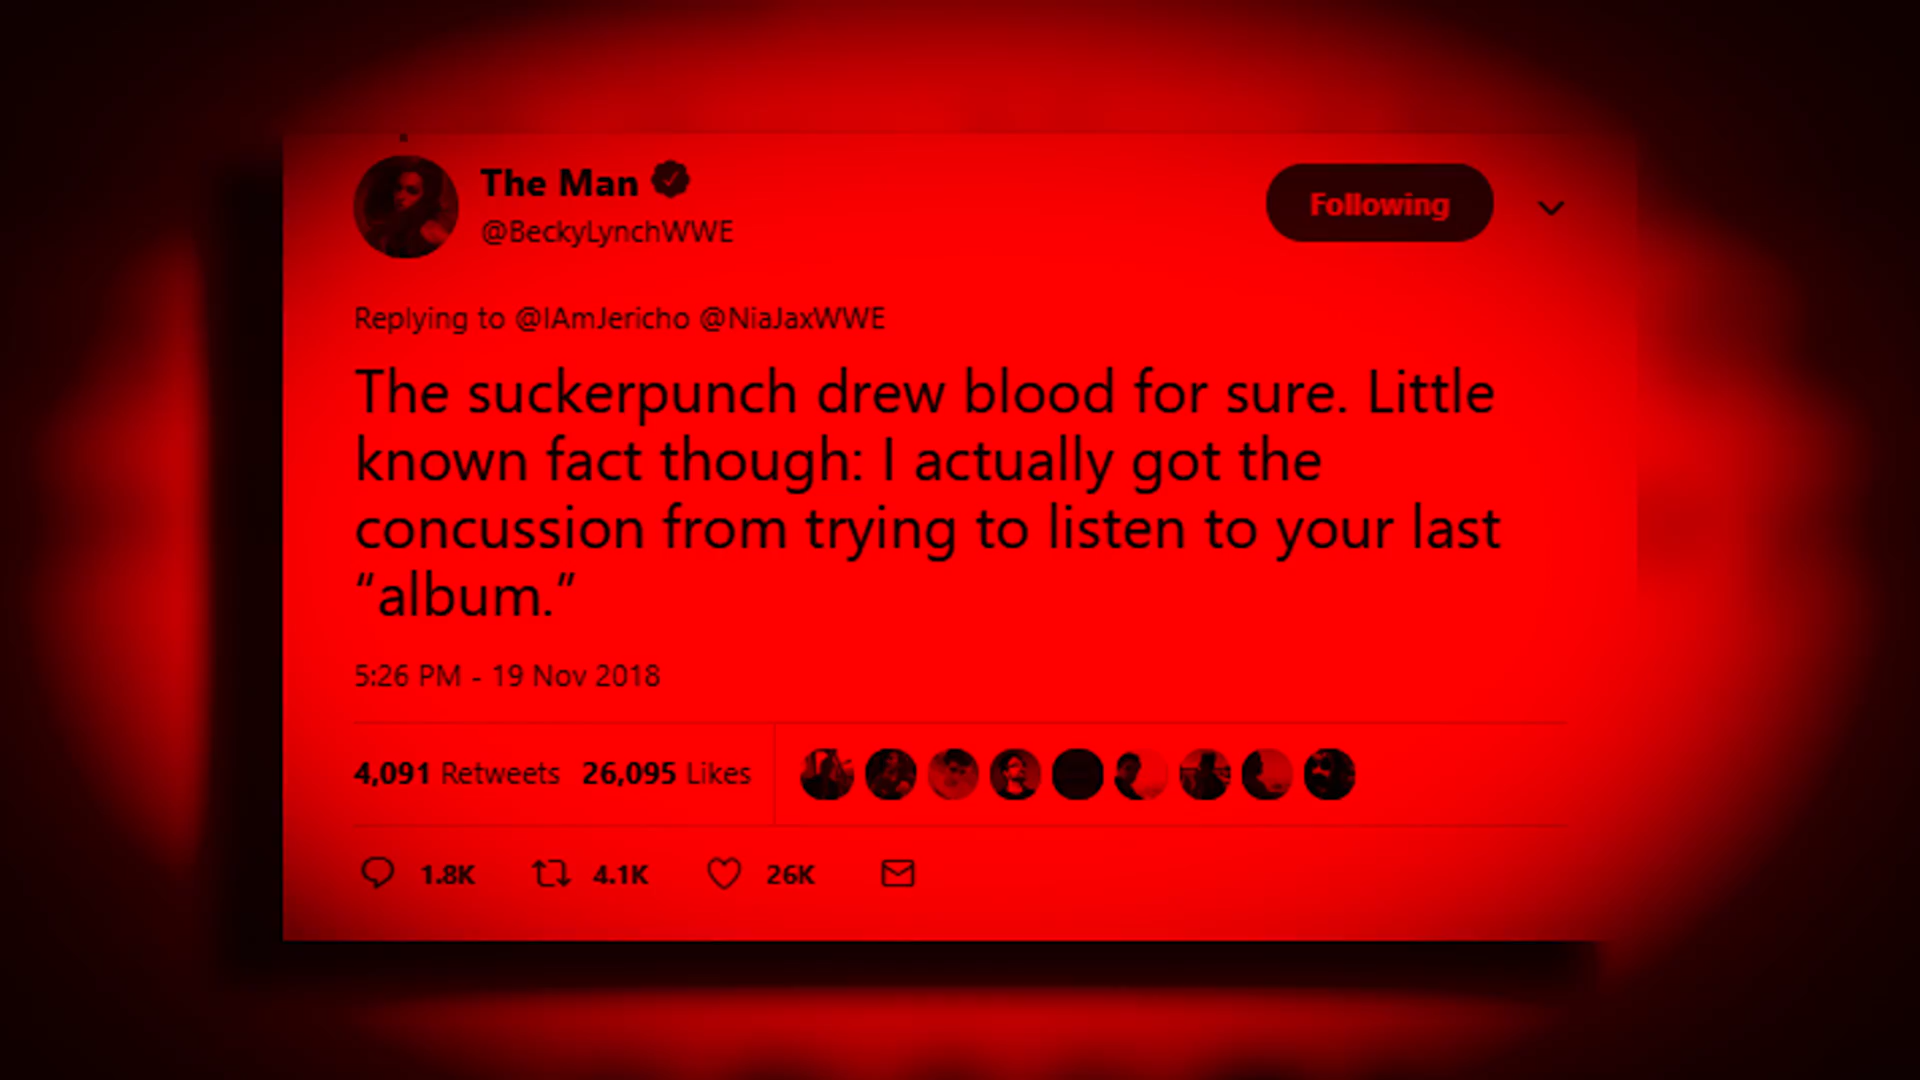 The Man
@BeckyLynchWWE
Following
Replying to @IAmJericho @NiaJaxWWE
The suckerpunch drew blood for sure. Little
known fact though: I actually got the
concussion from trying to listen to your last
“album.”
5:26 PM - 19 Nov 2018
4,091 Retweets 26,095 Likes
1.8K 4.1K 26K